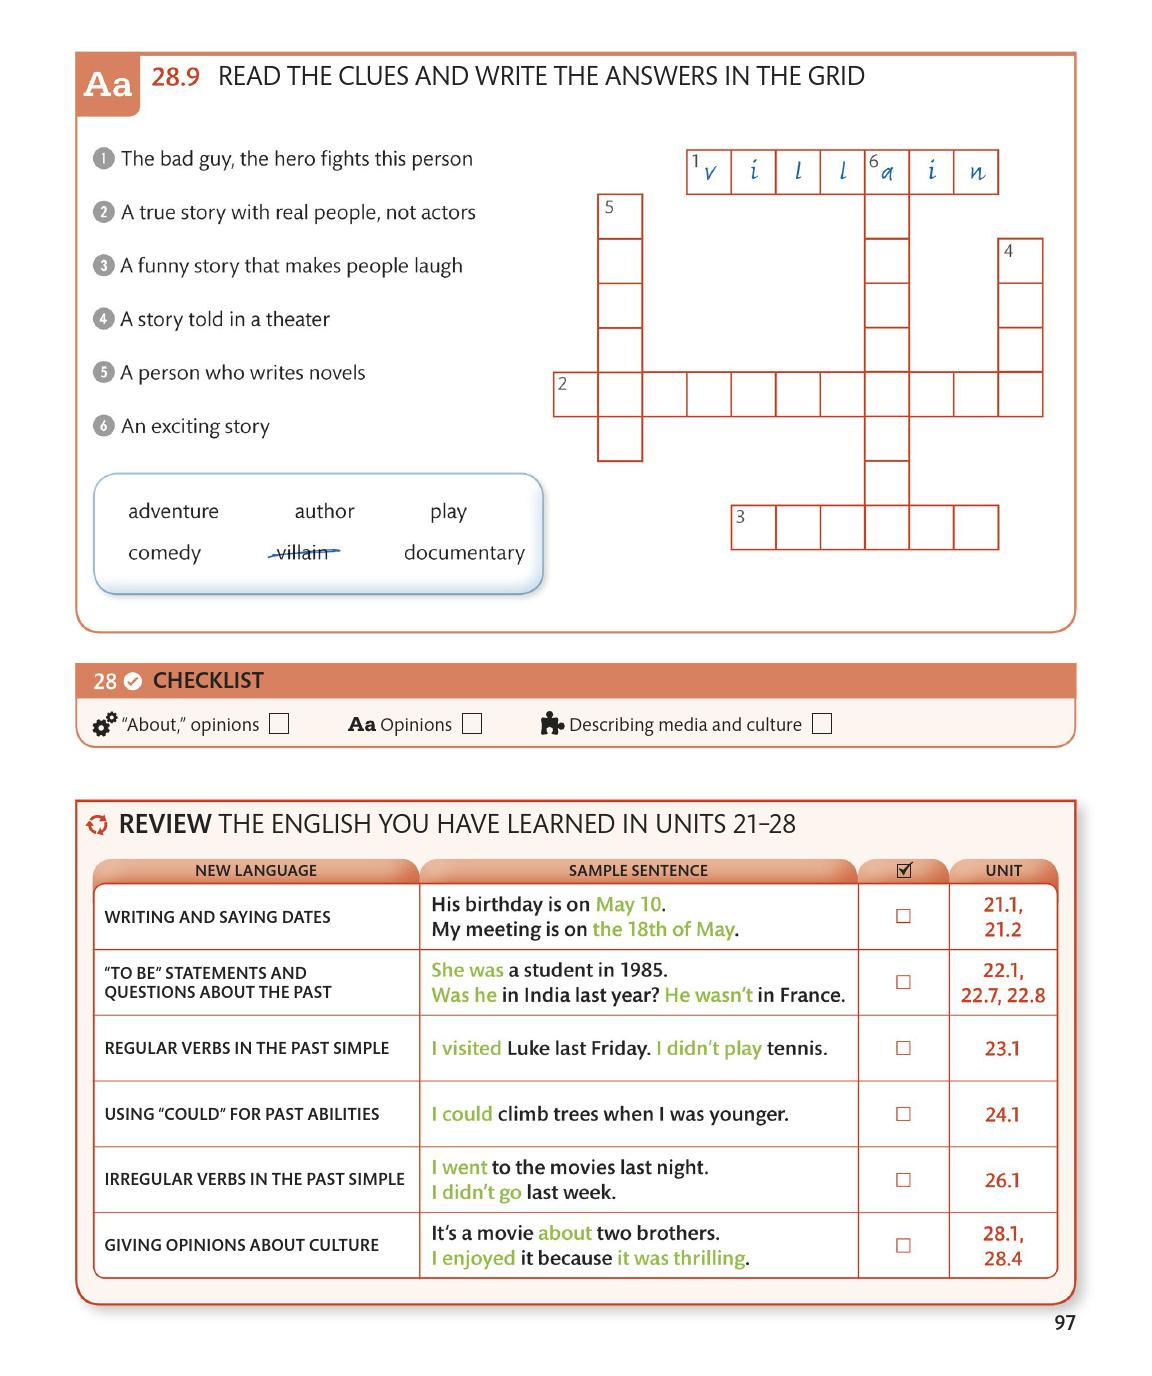 Aa 28.9 READ THE CLUES AND WRITE THE ANSWERS IN THE GRID
1 The bad guy, the hero fights this person
2 A true story with real people, not actors
3 A funny story that makes people laugh
4 A story told in a theater
5 A person who writes novels
6 An exciting story
adventure author play
comedy villain documentary
1 v i l l 6 a i n
5
4
2
3
28 CHECKLIST
"About," opinions Aa Opinions Describing media and culture
REVIEW THE ENGLISH YOU HAVE LEARNED IN UNITS 21–28
NEW LANGUAGE SAMPLE SENTENCE UNIT
WRITING AND SAYING DATES
His birthday is on May 10.
My meeting is on the 18th of May.
21.1,
21.2
"TO BE" STATEMENTS AND
QUESTIONS ABOUT THE PAST
She was a student in 1985.
Was he in India last year? He wasn't in France.
22.1,
22.7, 22.8
REGULAR VERBS IN THE PAST SIMPLE
I visited Luke last Friday. I didn't play tennis.
23.1
USING "COULD" FOR PAST ABILITIES
I could climb trees when I was younger.
24.1
IRREGULAR VERBS IN THE PAST SIMPLE
I went to the movies last night.
I didn't go last week.
26.1
GIVING OPINIONS ABOUT CULTURE
It's a movie about two brothers.
I enjoyed it because it was thrilling.
28.1,
28.4
97